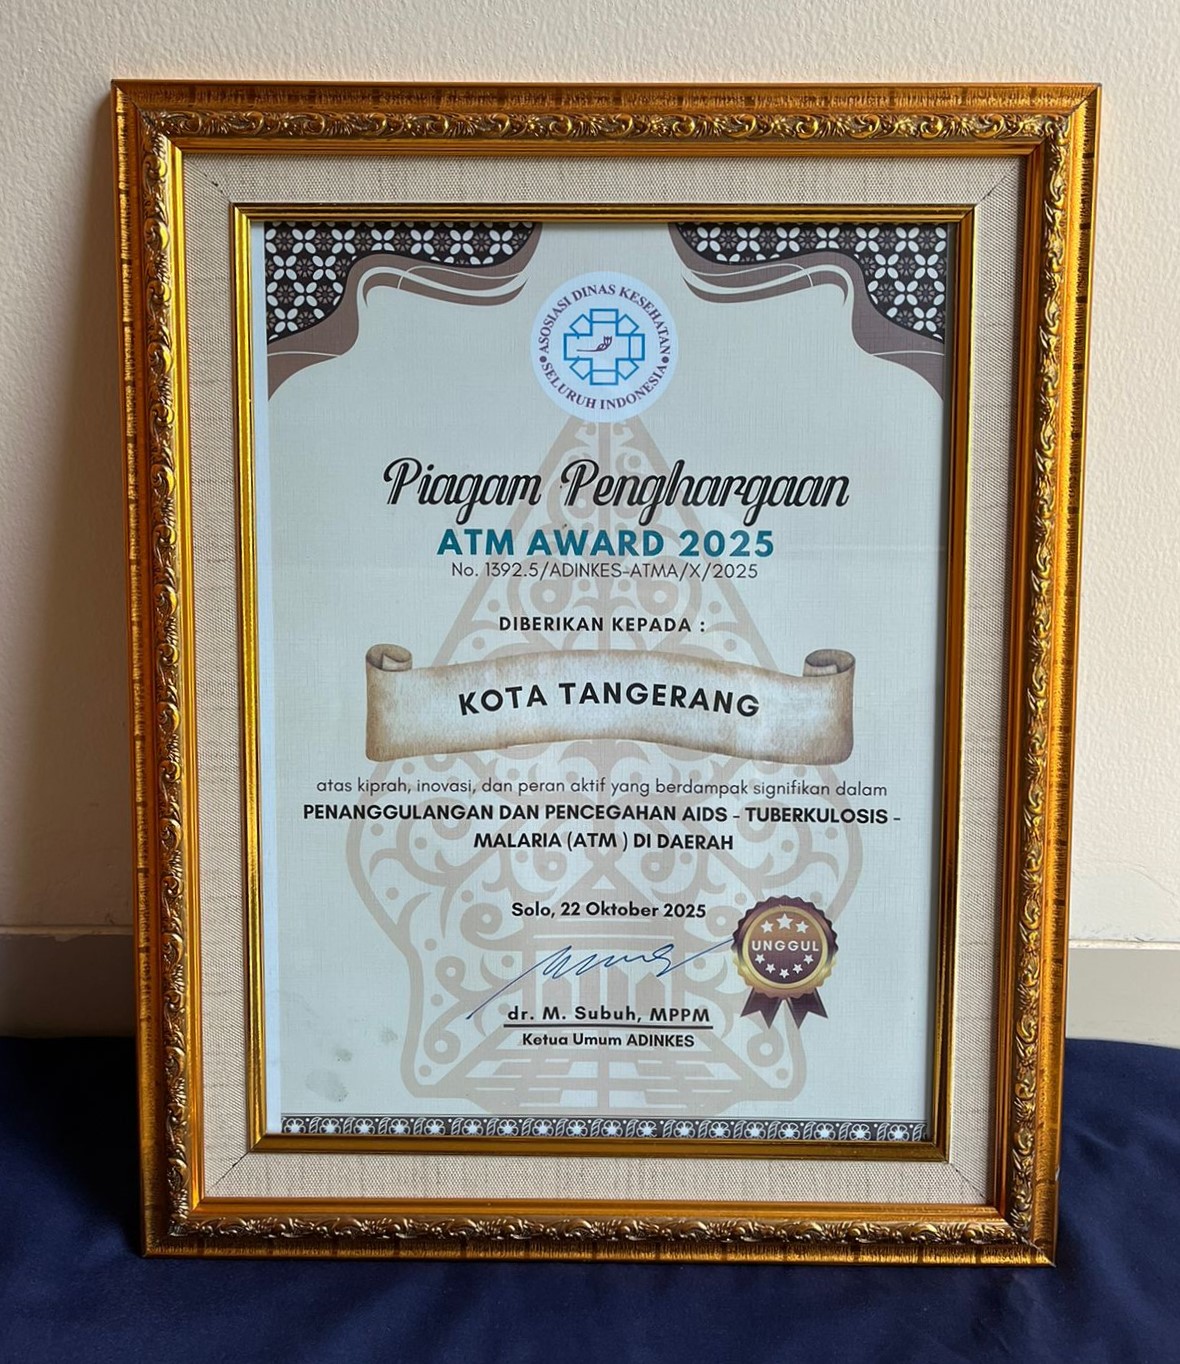 ASOSIASI DINAS KESEHATAN
SELURUH INDONESIA
Piagam Penghargaan
ATM AWARD 2025
No. 1392.5/ADINKES-ATMA/X/2025
DIBERIKAN KEPADA :
KOTA TANGERANG
atas kiprah, inovasi, dan peran aktif yang berdampak signifikan dalam
PENANGGULANGAN DAN PENCEGAHAN AIDS - TUBERKULOSIS -
MALARIA (ATM ) DI DAERAH
Solo, 22 Oktober 2025
UNGGUL
dr. M. Subuh, MPPM
Ketua Umum ADINKES